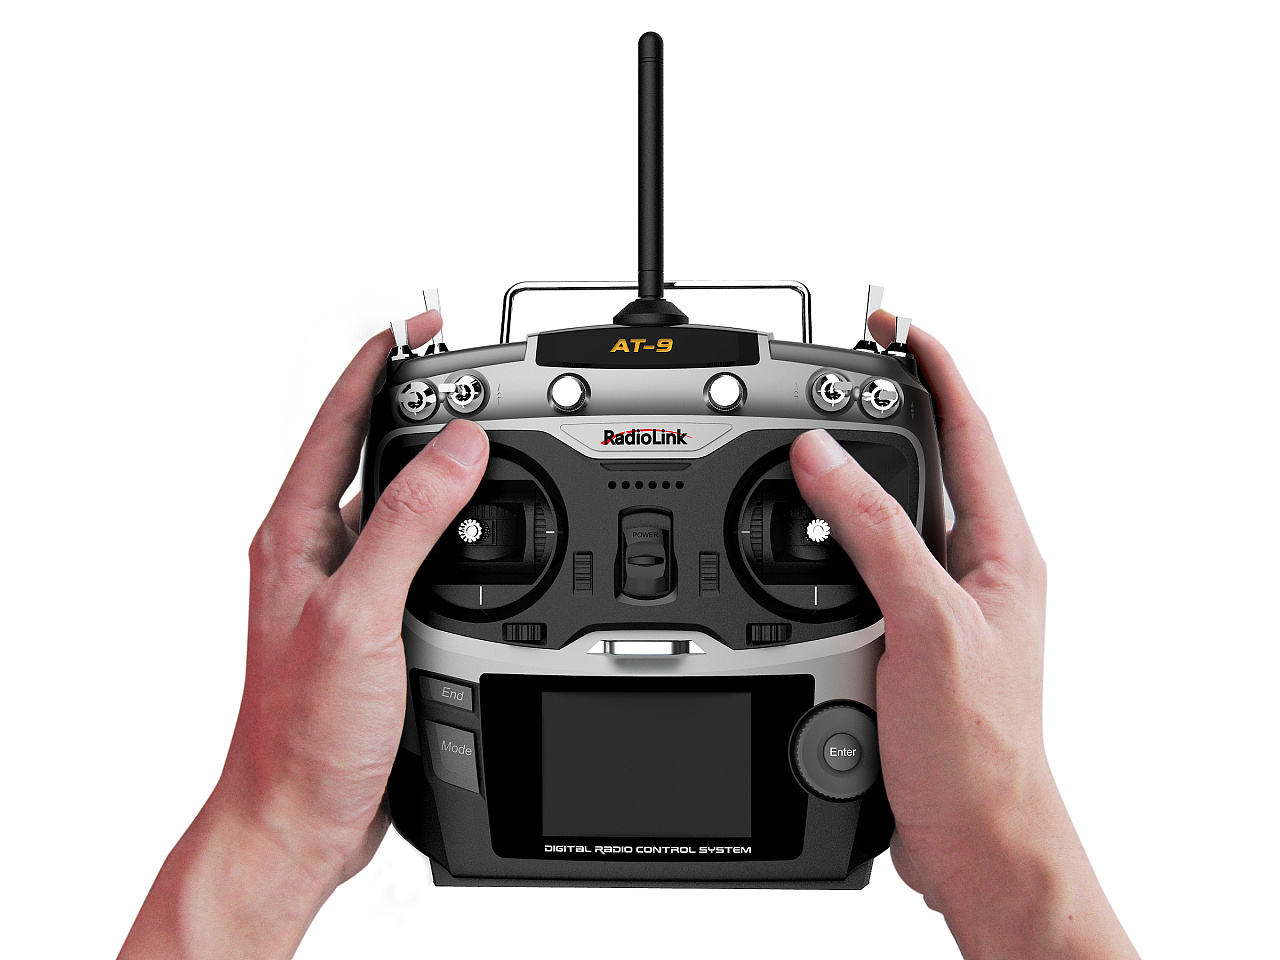 AT-9
RadioLink
POWER
End
Mode
Enter
DIGITAL RADIO CONTROL SYSTEM